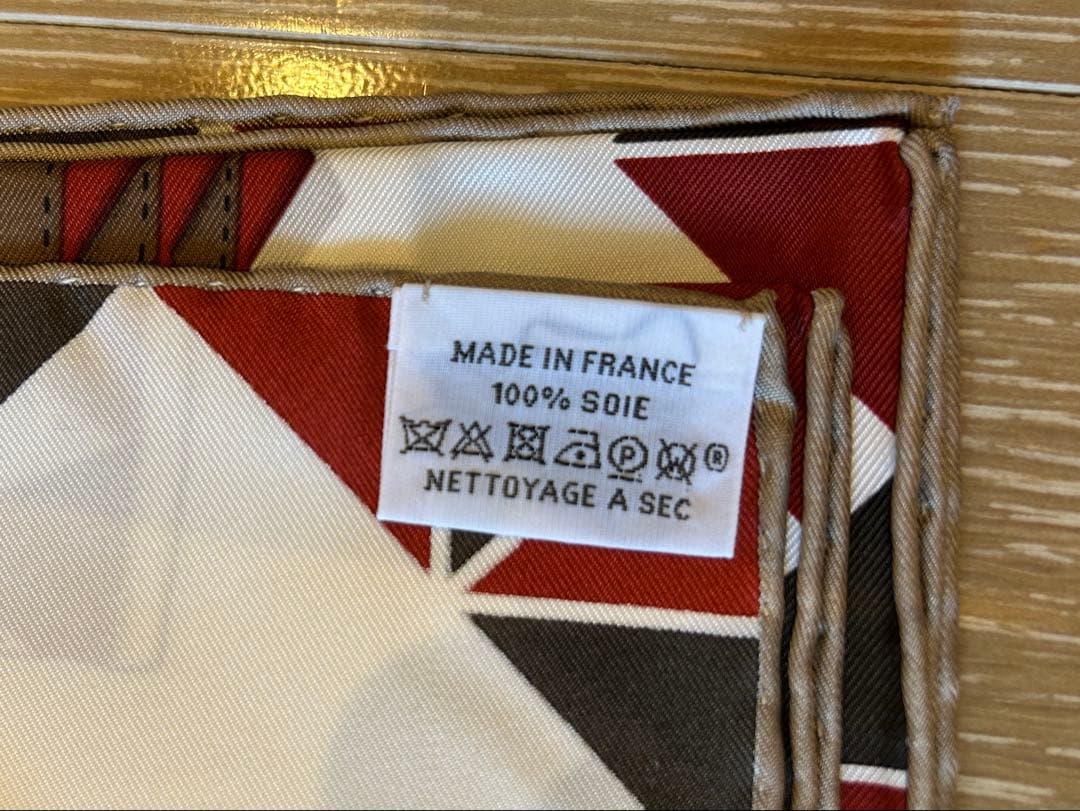 MADE IN FRANCE
100% SOIE
P W ®
NETTOYAGE A SEC